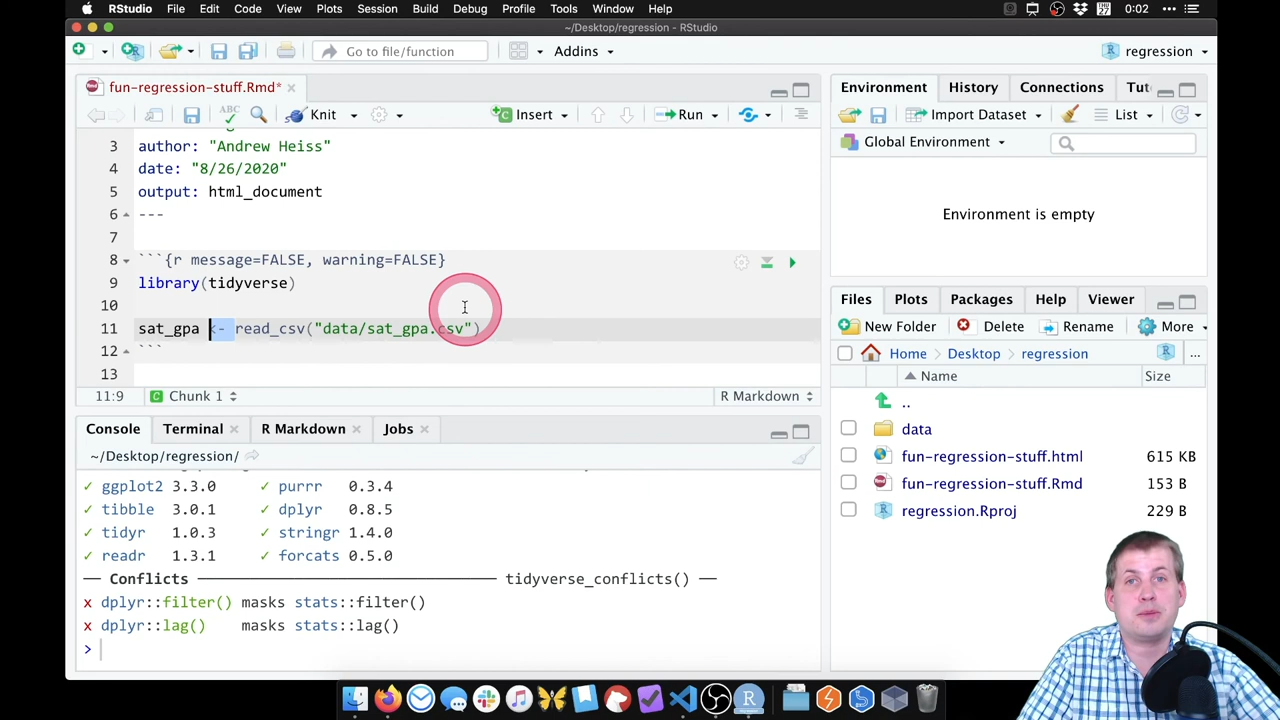 RStudio File Edit Code View Plots Session Build Debug Profile Tools Window Help 27 0:02
~/Desktop/regression - RStudio
Go to file/function Addins regression
fun-regression-stuff.Rmd*
Knit Insert Run
3 author: "Andrew Heiss"
4 date: "8/26/2020"
5 output: html_document
6 ---
7
8 ```{r message=FALSE, warning=FALSE}
9 library(tidyverse)
10
11 sat_gpa <- read_csv("data/sat_gpa.csv")
12 ```
13
11:9 Chunk 1 R Markdown
Console Terminal R Markdown Jobs
~/Desktop/regression/
✓ ggplot2 3.3.0 ✓ purrr 0.3.4
✓ tibble 3.0.1 ✓ dplyr 0.8.5
✓ tidyr 1.0.3 ✓ stringr 1.4.0
✓ readr 1.3.1 ✓ forcats 0.5.0
── Conflicts ──────────── tidyverse_conflicts() ──
x dplyr::filter() masks stats::filter()
x dplyr::lag() masks stats::lag()
>
Environment History Connections Tut
Import Dataset List
Global Environment
Environment is empty
Files Plots Packages Help Viewer
New Folder Delete Rename More
Home Desktop regression ...
Name Size
..
data
fun-regression-stuff.html 615 KB
fun-regression-stuff.Rmd 153 B
regression.Rproj 229 B